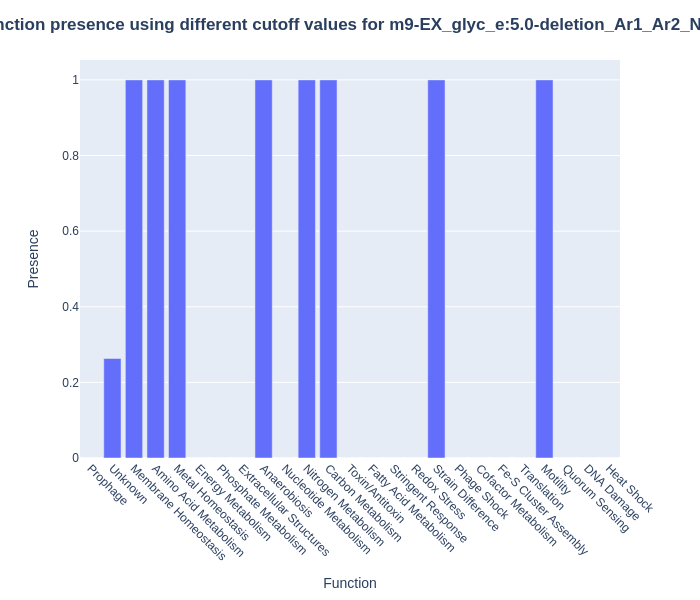 nction presence using different cutoff values for m9-EX_glyc_e:5.0-deletion_Ar1_Ar2_N
1
0.8
0.6
0.4
0.2
0
Presence
Prophage
Unknown
Membrane Homeostasis
Amino Acid Metabolism
Metal Homeostasis
Energy Metabolism
Phosphate Metabolism
Extracellular Structures
Anaerobiosis
Nucleotide Metabolism
Nitrogen Metabolism
Carbon Metabolism
Toxin/Antitoxin
Fatty Acid Metabolism
Stringent Response
Redox Stress
Strain Difference
Phage Shock
Cofactor Metabolism
Fe-S Cluster Assembly
Translation
Motility
Quorum Sensing
DNA Damage
Heat Shock
Function